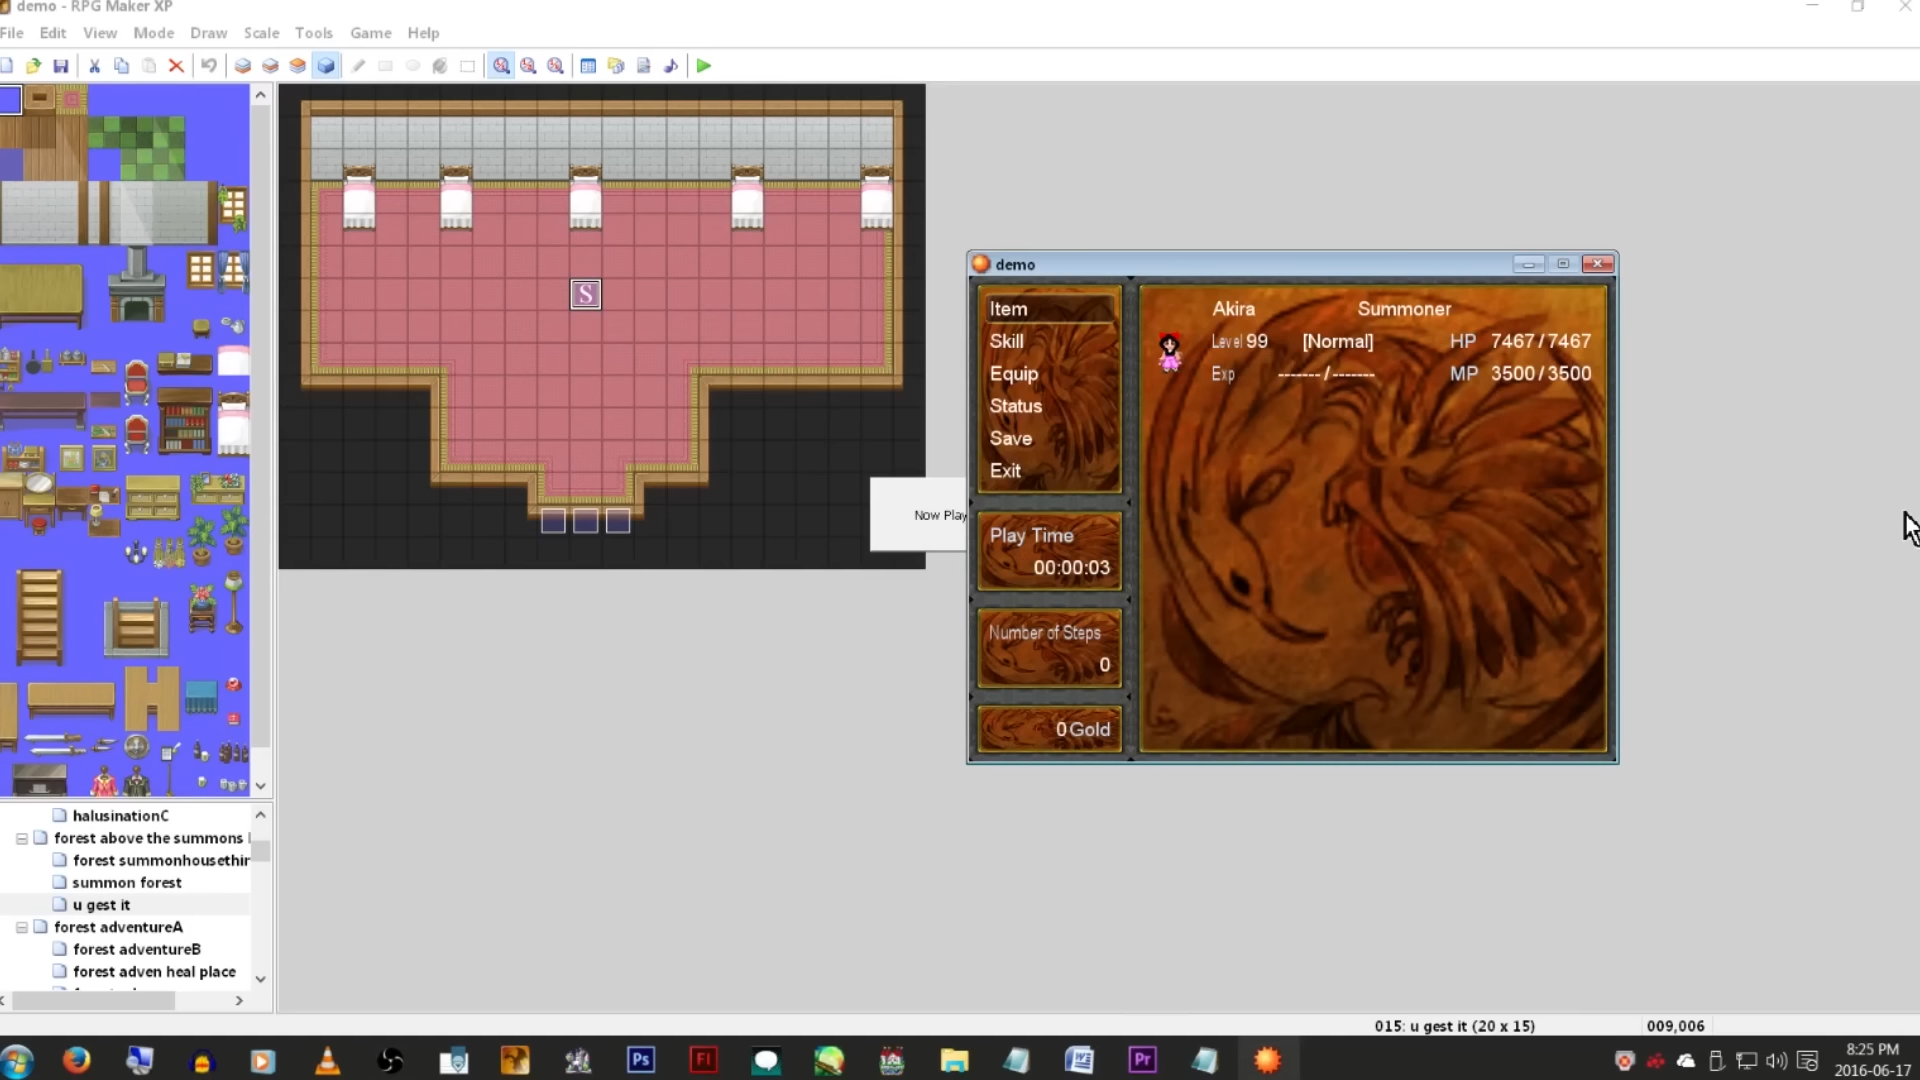 demo - RPG Maker XP
File Edit View Mode Draw Scale Tools Game Help
S
Now Play
demo
Item
Skill
Equip
Status
Save
Exit
Play Time
00:00:03
Number of Steps
0
0 Gold
Akira Summoner
Level 99 [Normal] HP 7467/7467
Exp -------/------- MP 3500/3500
halusinationC
forest above the summons
forest summonhousethir
summon forest
u gest it
forest adventureA
forest adventureB
forest adven heal place
015: u gest it (20 x 15) 009,006
Ps Fl Pr
8:25 PM
2016-06-17